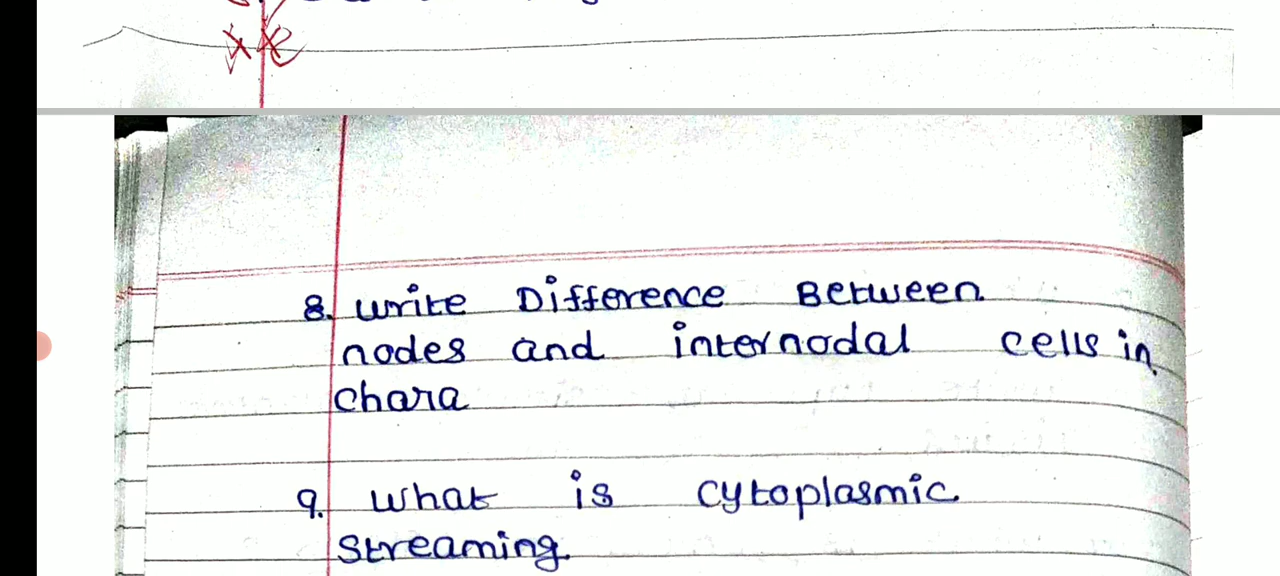 8. Write Difference Between
nodes and internodal cells in
chara
9. What is cytoplasmic
streaming.